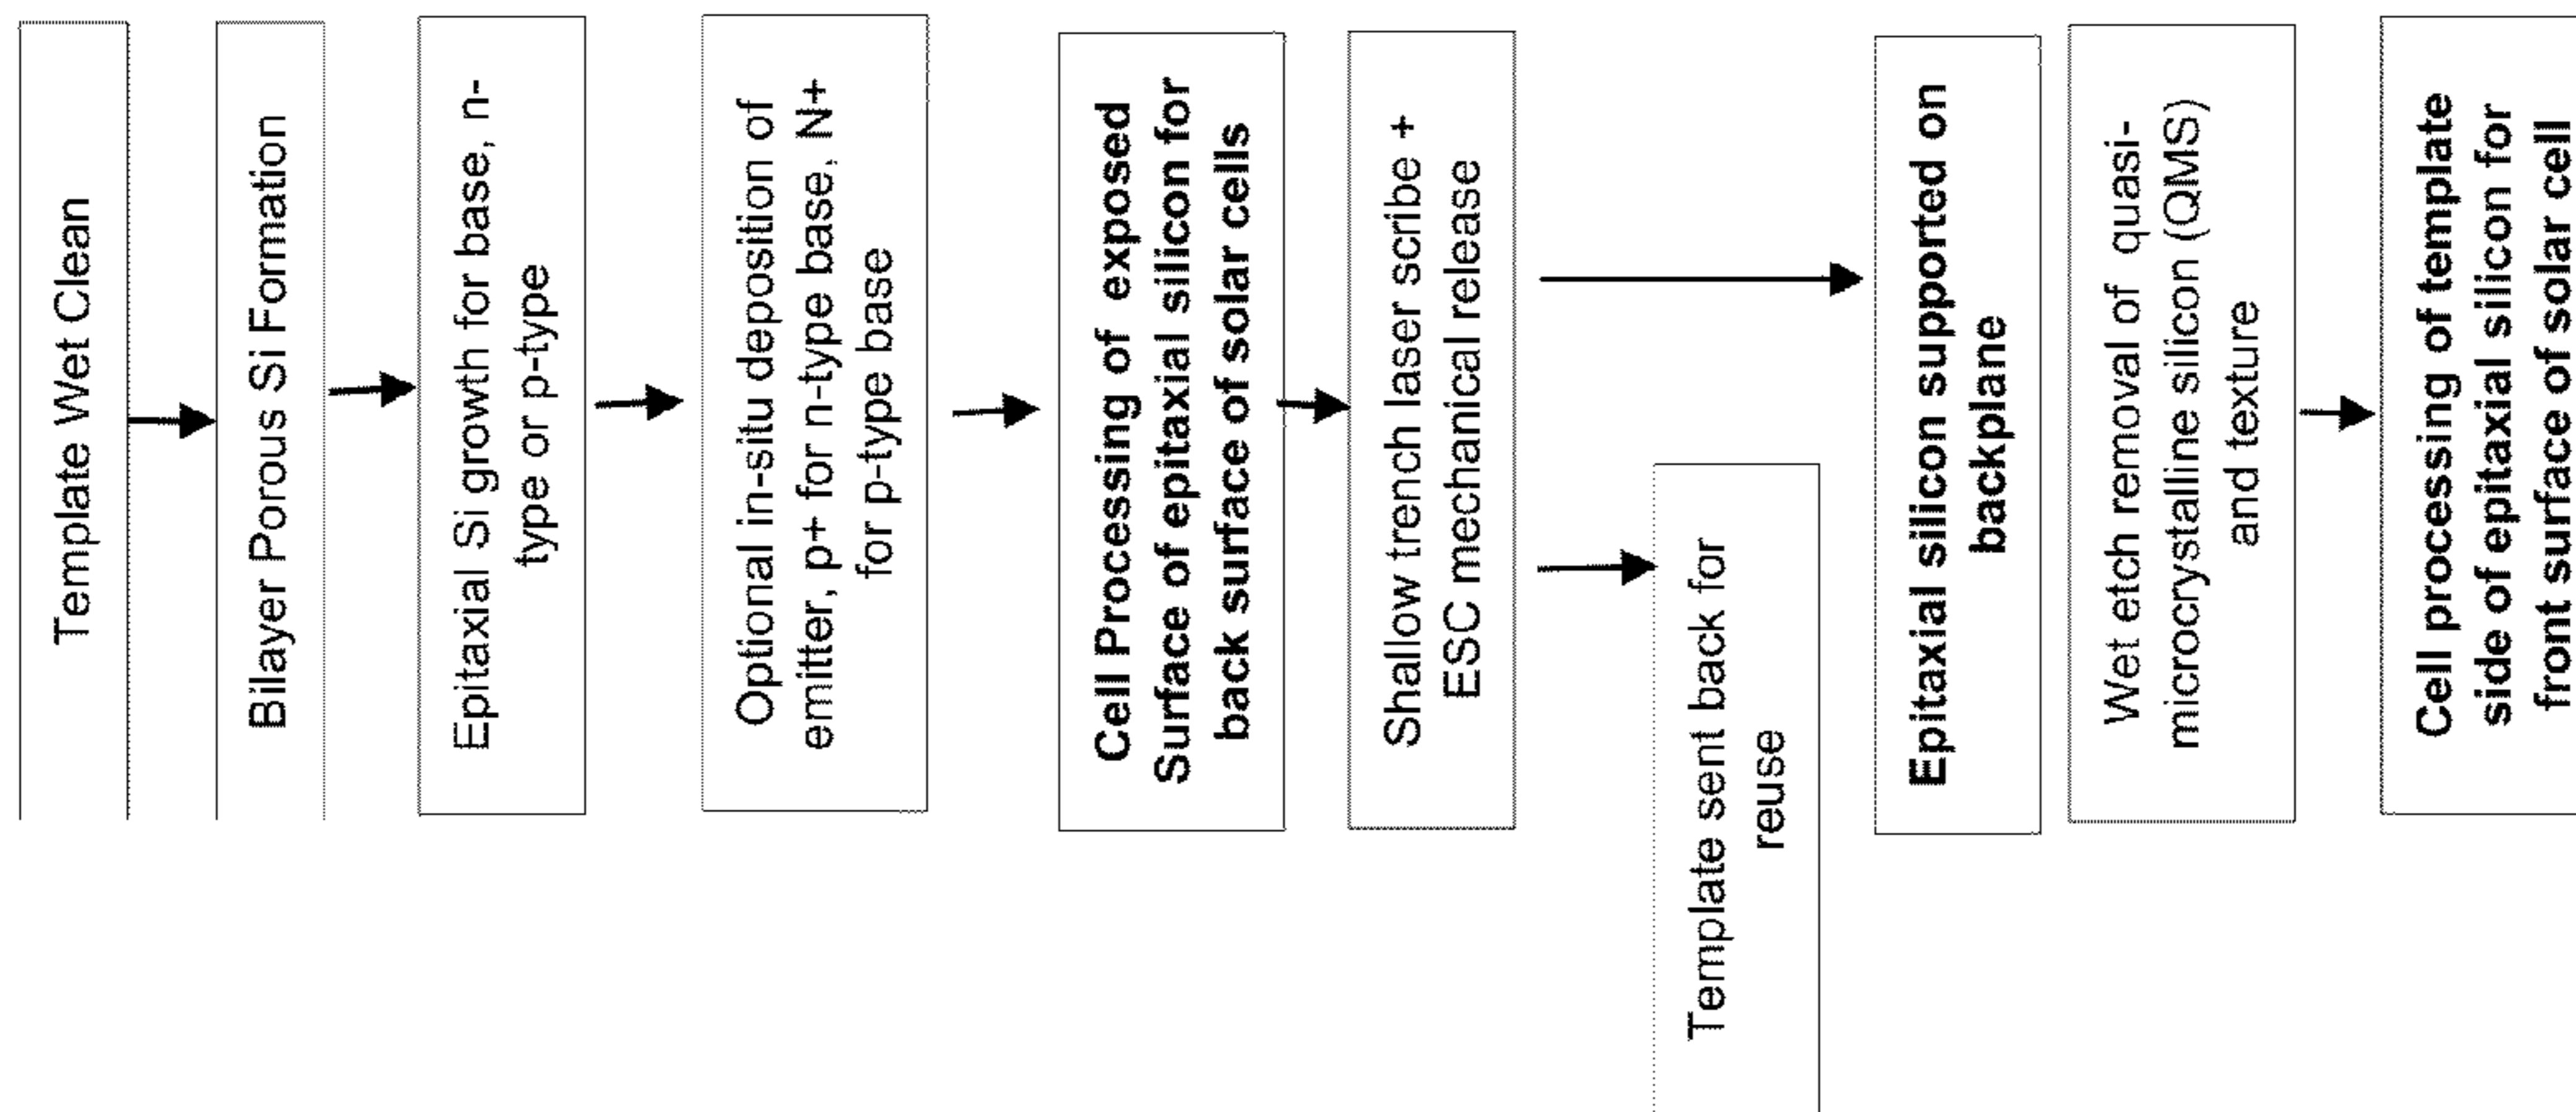 Template Wet Clean
Bilayer Porous Si Formation
Epitaxial Si growth for base, n-
type or p-type
Optional in-situ deposition of
emitter, p+ for n-type base, N+
for p-type base
Cell Processing of exposed
Surface of epitaxial silicon for
back surface of solar cells
Shallow trench laser scribe +
ESC mechanical release
Template sent back for
reuse
Epitaxial silicon supported on
backplane
Wet etch removal of quasi-
microcrystalline silicon (QMS)
and texture
Cell processing of template
side of epitaxial silicon for
front surface of solar cell